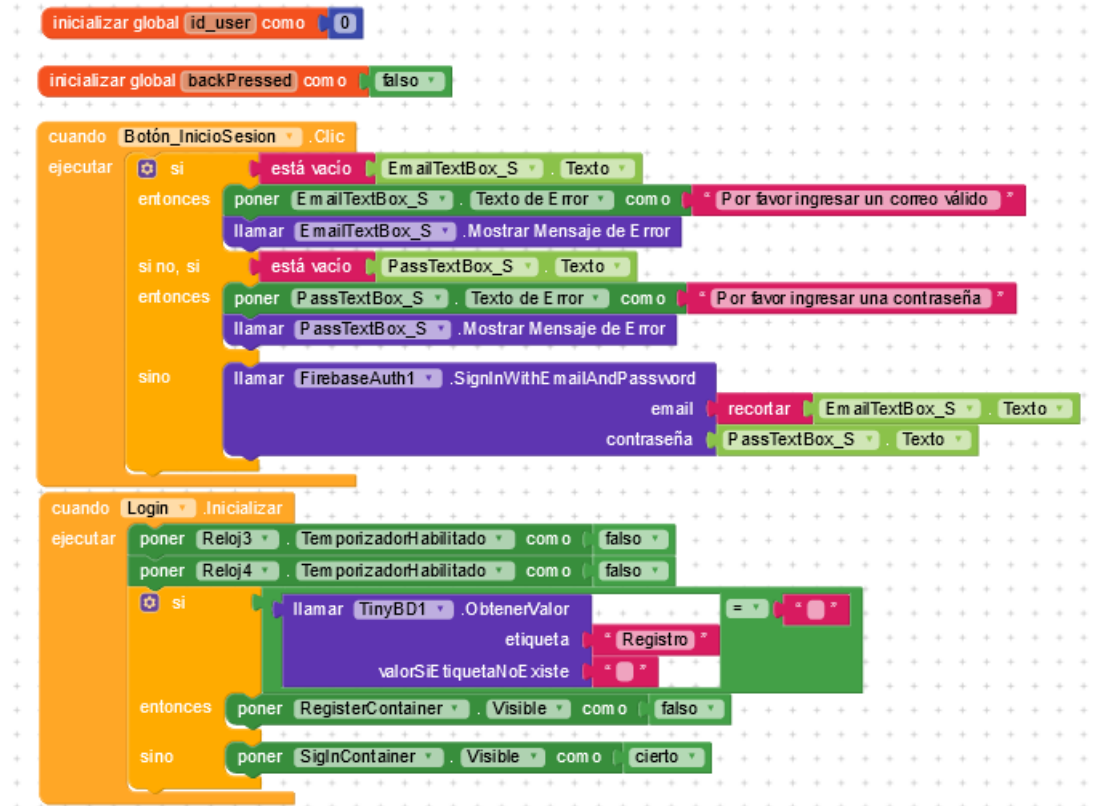 inicializar global id_user como 0
inicializar global backPressed como falso
cuando Botón_InicioSesion .Clic
ejecutar si está vacío EmailTextBox_S . Texto
entonces poner EmailTextBox_S . Texto de Error como " Por favor ingresar un correo válido "
llamar EmailTextBox_S .Mostrar Mensaje de Error
si no, si está vacío PassTextBox_S . Texto
entonces poner PassTextBox_S . Texto de Error como " Por favor ingresar una contraseña "
llamar PassTextBox_S .Mostrar Mensaje de Error
sino llamar FirebaseAuth1 .SignInWithEmailAndPassword
email recortar EmailTextBox_S . Texto
contraseña PassTextBox_S . Texto
cuando Login .Inicializar
ejecutar poner Reloj3 . TemporizadorHabilitado como falso
poner Reloj4 . TemporizadorHabilitado como falso
si llamar TinyBD1 .ObtenerValor = " "
etiqueta " Registro "
valorSiEtiquetaNoExiste " "
entonces poner RegisterContainer . Visible como falso
sino poner SigInContainer . Visible como cierto